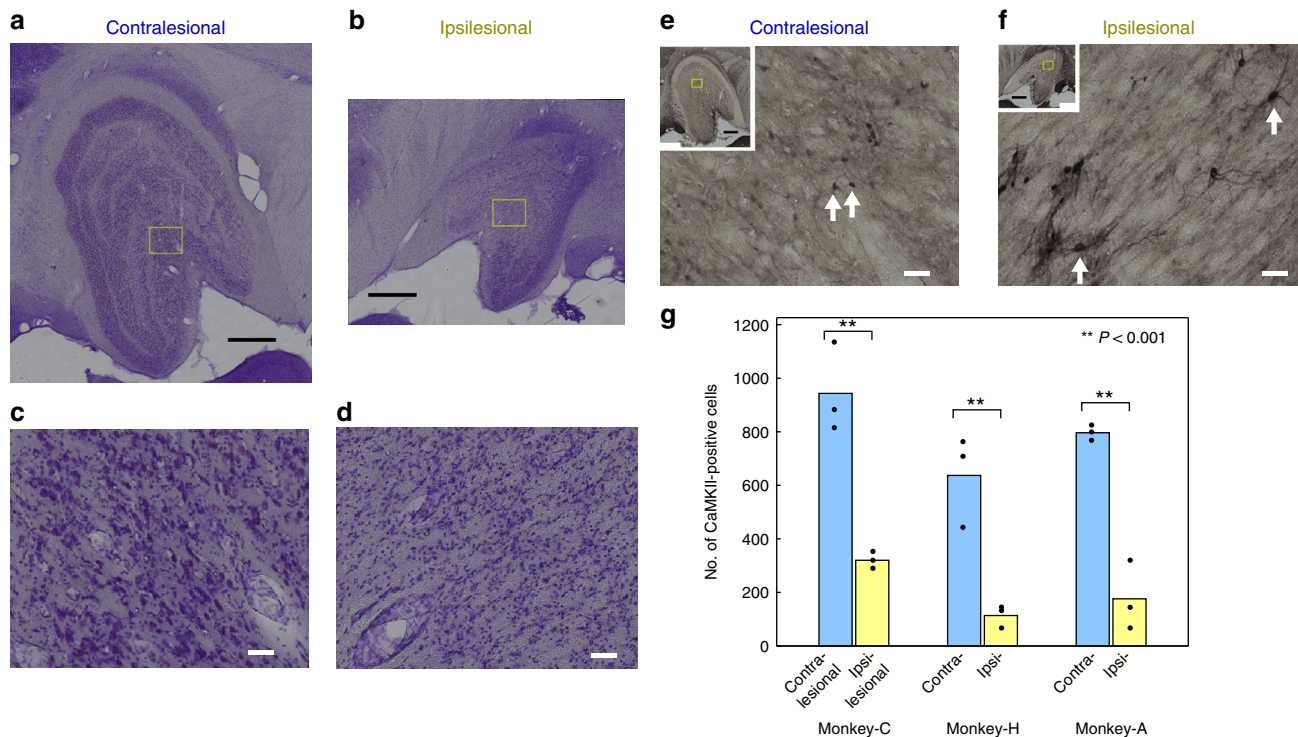 a
Contralesional
b
Ipsilesional
c
d
e
Contralesional
f
Ipsilesional
g
No. of CaMKII-positive cells
1200
1000
800
600
400
200
0
**
**
**
** P < 0.001
Contra-
lesional
Ipsi-
lesional
Contra-
Ipsi-
Contra-
Ipsi-
Monkey-C
Monkey-H
Monkey-A